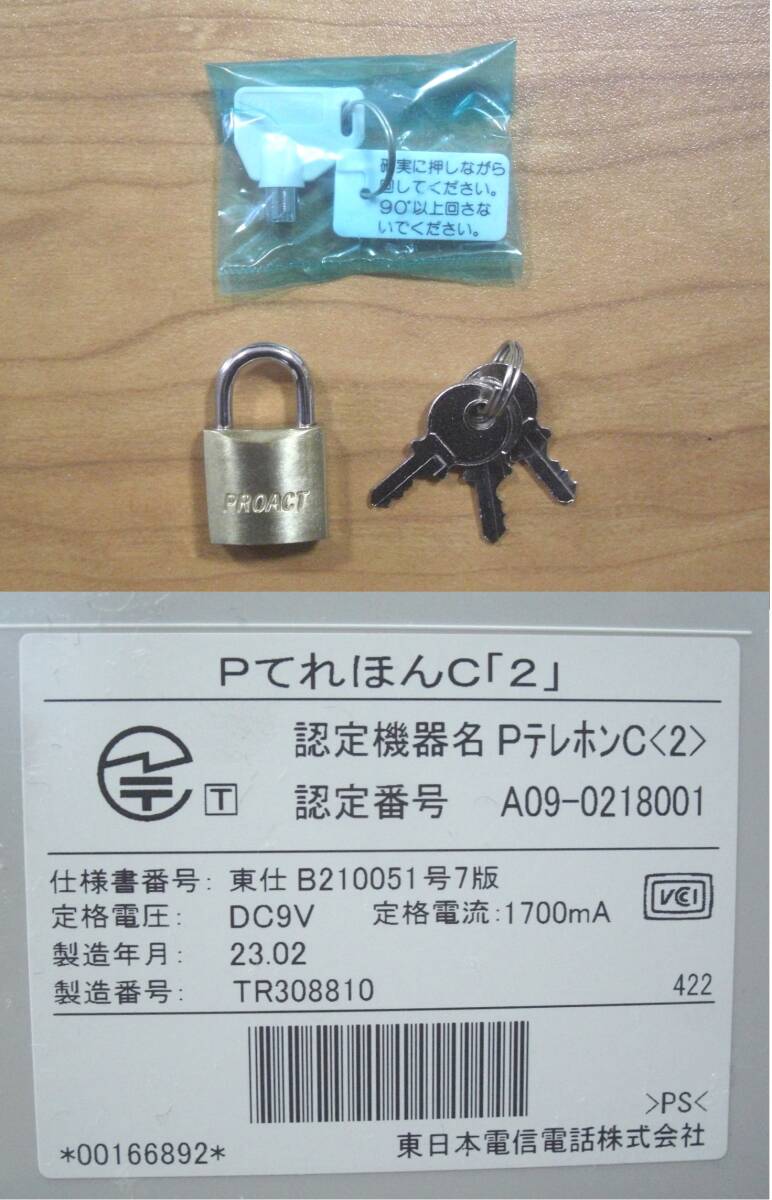 確実に押しながら
回してください。
90°以上回さな
いでください。
PROACT
PてれほんC「2」
認定機器名 PテレホンC<2>
T 認定番号 A09-0218001
仕様書番号: 東仕 B210051号7版
定格電圧: DC9V 定格電流:1700mA
VCI
製造年月: 23.02
製造番号: TR308810 422
>PS<
*00166892* 東日本電信電話株式会社